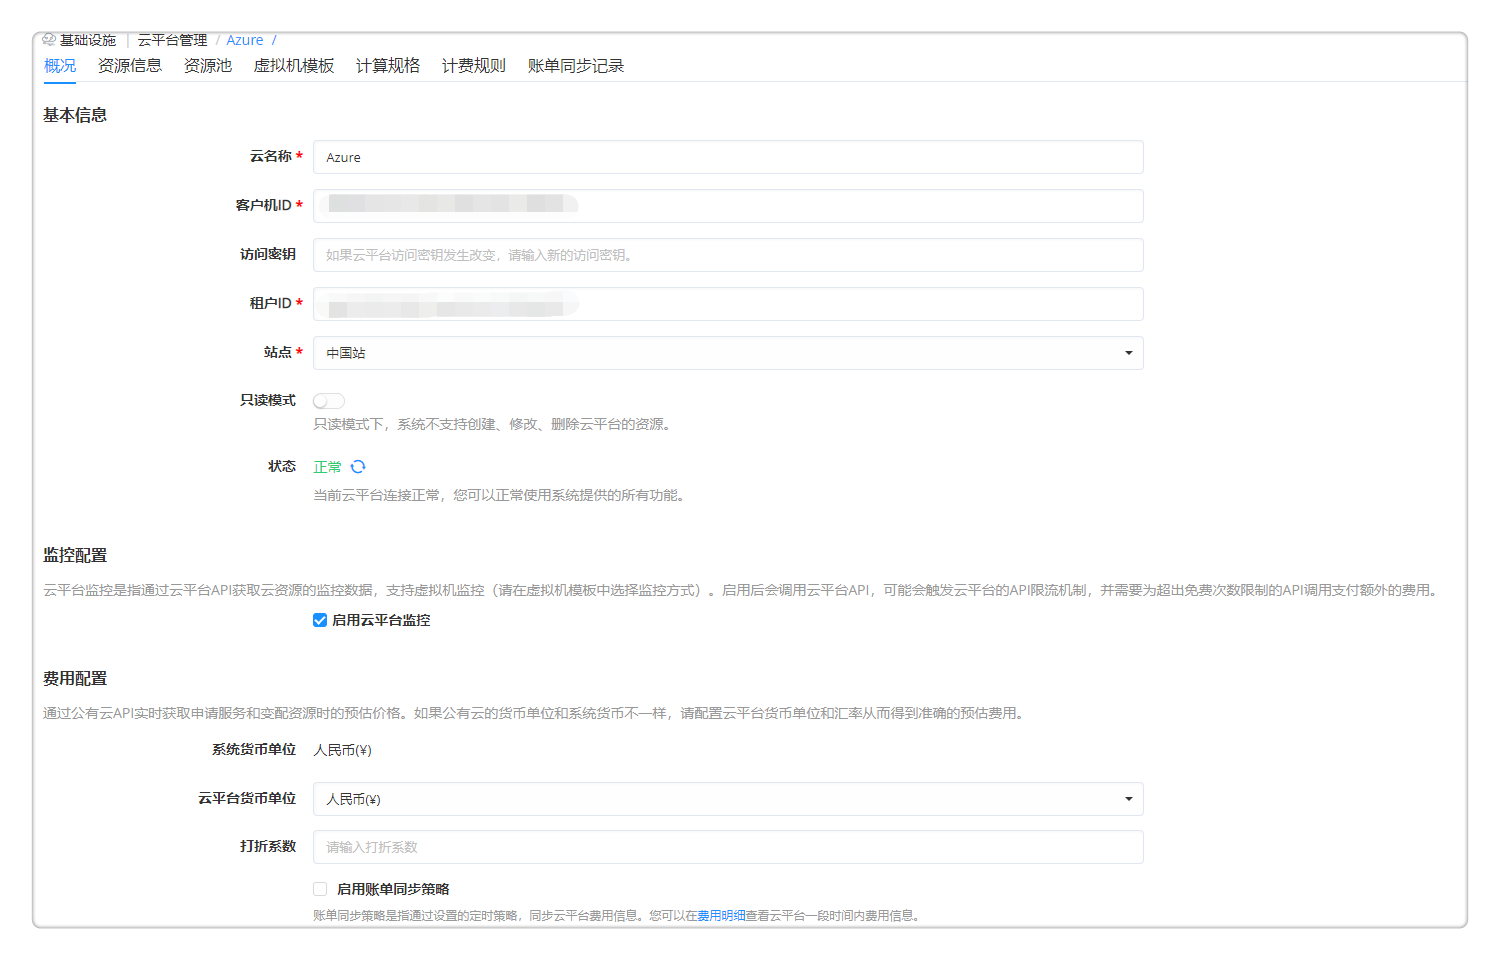 基础设施 | 云平台管理 / Azure /
概况 资源信息 资源池 虚拟机模板 计算规格 计费规则 账单同步记录
基本信息
云名称 * Azure
客户机ID *
访问密钥 如果云平台访问密钥发生改变，请输入新的访问密钥。
租户ID *
站点 * 中国站
只读模式
只读模式下，系统不支持创建、修改、删除云平台的资源。
状态 正常
当前云平台连接正常，您可以正常使用系统提供的所有功能。
监控配置
云平台监控是指通过云平台API获取云资源的监控数据，支持虚拟机监控（请在虚拟机模板中选择监控方式）。启用后会调用云平台API，可能会触发云平台的API限流机制，并需要为超出免费次数限制的API调用支付额外的费用。
启用云平台监控
费用配置
通过公有云API实时获取申请服务和变配资源时的预估价格。如果公有云的货币单位和系统货币不一样，请配置云平台货币单位和汇率从而得到准确的预估费用。
系统货币单位 人民币(¥)
云平台货币单位 人民币(¥)
打折系数 请输入打折系数
启用账单同步策略
账单同步策略是指通过设置的定时策略，同步云平台费用信息。您可以在费用明细查看云平台一段时间内费用信息。